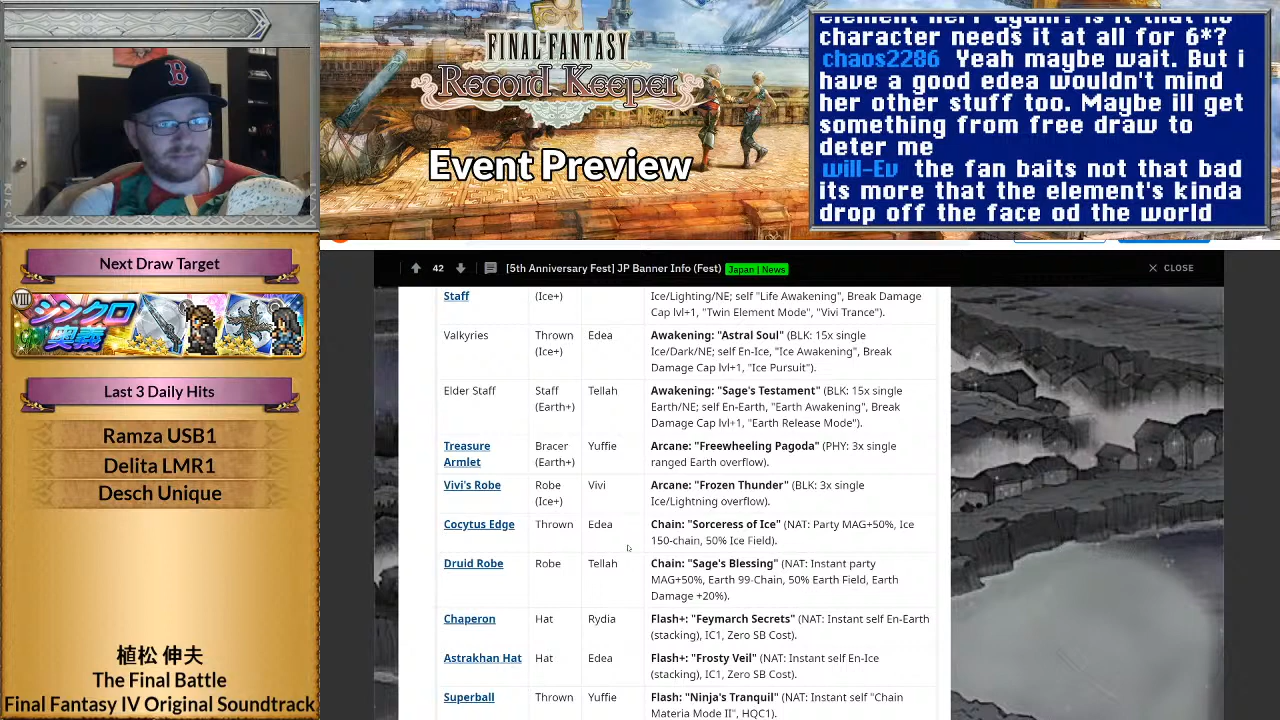 FINAL FANTASY
Record Keeper
Event Preview
character needs it at all for 6*?
chaos2286 Yeah maybe wait. But i
have a good edea wouldn't mind
her other stuff too. Maybe ill get
something from free draw to
deter me
will-Ev the fan baits not that bad
its more that the element's kinda
drop off the face od the world
Next Draw Target
VIII
シンクロ
奥義
Last 3 Daily Hits
Ramza USB1
Delita LMR1
Desch Unique
植松 伸夫
The Final Battle
Final Fantasy IV Original Soundtrack
42
[5th Anniversary Fest] JP Banner Info (Fest) Japan | News
CLOSE
Staff
(Ice+)
Ice/Lighting/NE; self "Life Awakening", Break Damage
Cap lvl+1, "Twin Element Mode", "Vivi Trance").
Valkyries
Thrown
(Ice+)
Edea
Awakening: "Astral Soul" (BLK: 15x single
Ice/Dark/NE; self En-Ice, "Ice Awakening", Break
Damage Cap lvl+1, "Ice Pursuit").
Elder Staff
Staff
(Earth+)
Tellah
Awakening: "Sage's Testament" (BLK: 15x single
Earth/NE; self En-Earth, "Earth Awakening", Break
Damage Cap lvl+1, "Earth Release Mode").
Treasure
Armlet
Bracer
(Earth+)
Yuffie
Arcane: "Freewheeling Pagoda" (PHY: 3x single
ranged Earth overflow).
Vivi's Robe
Robe
(Ice+)
Vivi
Arcane: "Frozen Thunder" (BLK: 3x single
Ice/Lightning overflow).
Cocytus Edge
Thrown
Edea
Chain: "Sorceress of Ice" (NAT: Party MAG+50%, Ice
150-chain, 50% Ice Field).
Druid Robe
Robe
Tellah
Chain: "Sage's Blessing" (NAT: Instant party
MAG+50%, Earth 99-Chain, 50% Earth Field, Earth
Damage +20%).
Chaperon
Hat
Rydia
Flash+: "Feymarch Secrets" (NAT: Instant self En-Earth
(stacking), IC1, Zero SB Cost).
Astrakhan Hat
Hat
Edea
Flash+: "Frosty Veil" (NAT: Instant self En-Ice
(stacking), IC1, Zero SB Cost).
Superball
Thrown
Yuffie
Flash: "Ninja's Tranquil" (NAT: Instant self "Chain
Materia Mode II", HQC1).